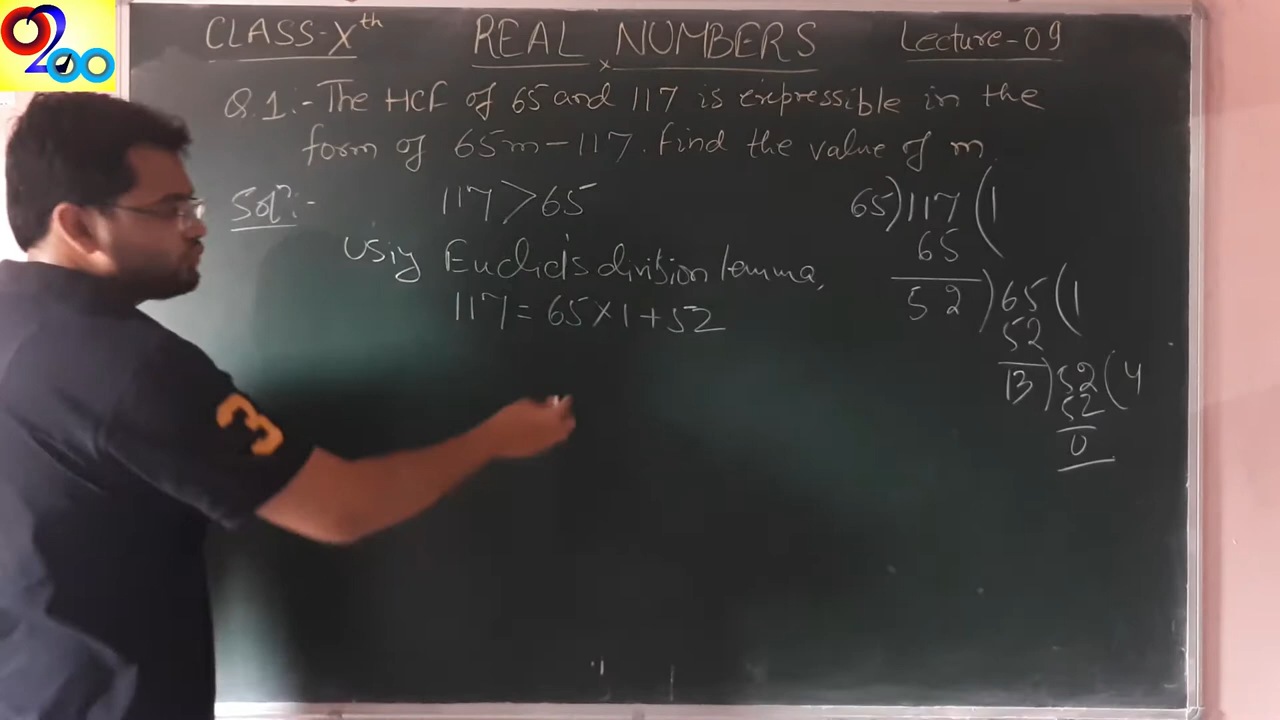 O2OO
CLASS-Xth REAL NUMBERS Lecture-09
Q.1:- The HCF of 65 and 117 is expressible in the
form of 65m-117. Find the value of m.
Soln:- 117>65
Using Euclid's division lemma,
117=65×1+52
65)117(1
65
52)65(1
52
13)52(4
52
0
3